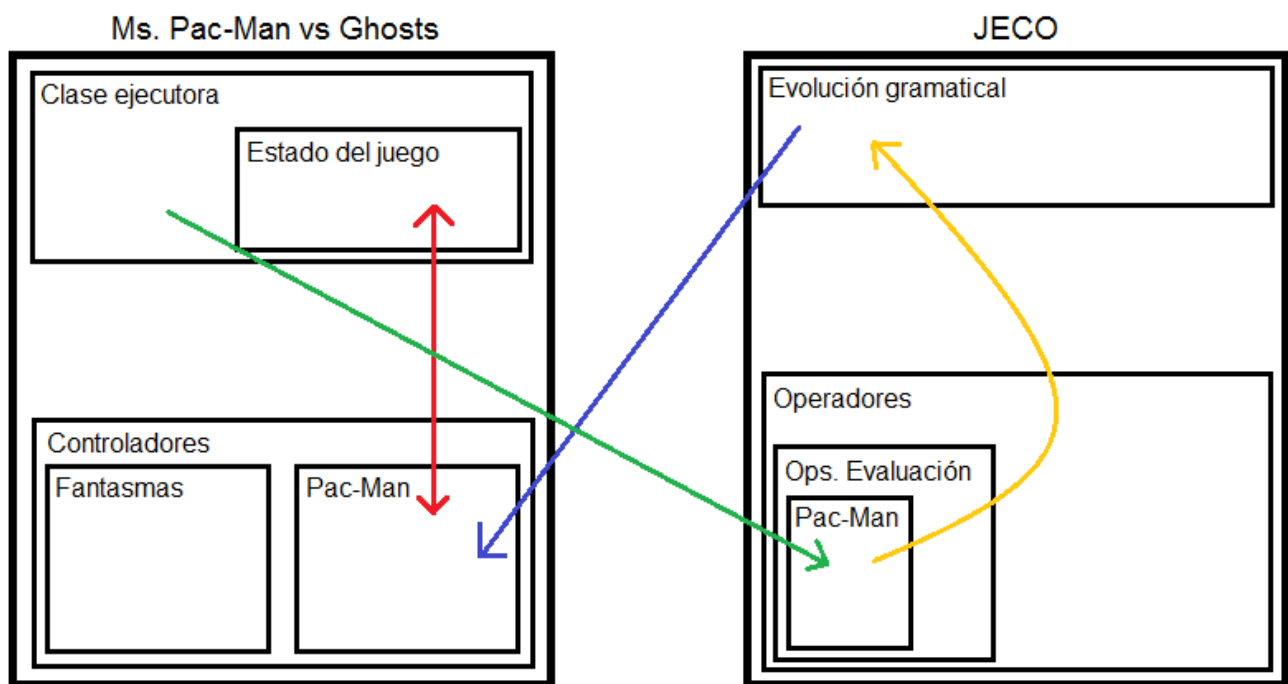 Ms. Pac-Man vs Ghosts
Clase ejecutora
Estado del juego
Controladores
Fantasmas
Pac-Man
JECO
Evolución gramatical
Operadores
Ops. Evaluación
Pac-Man